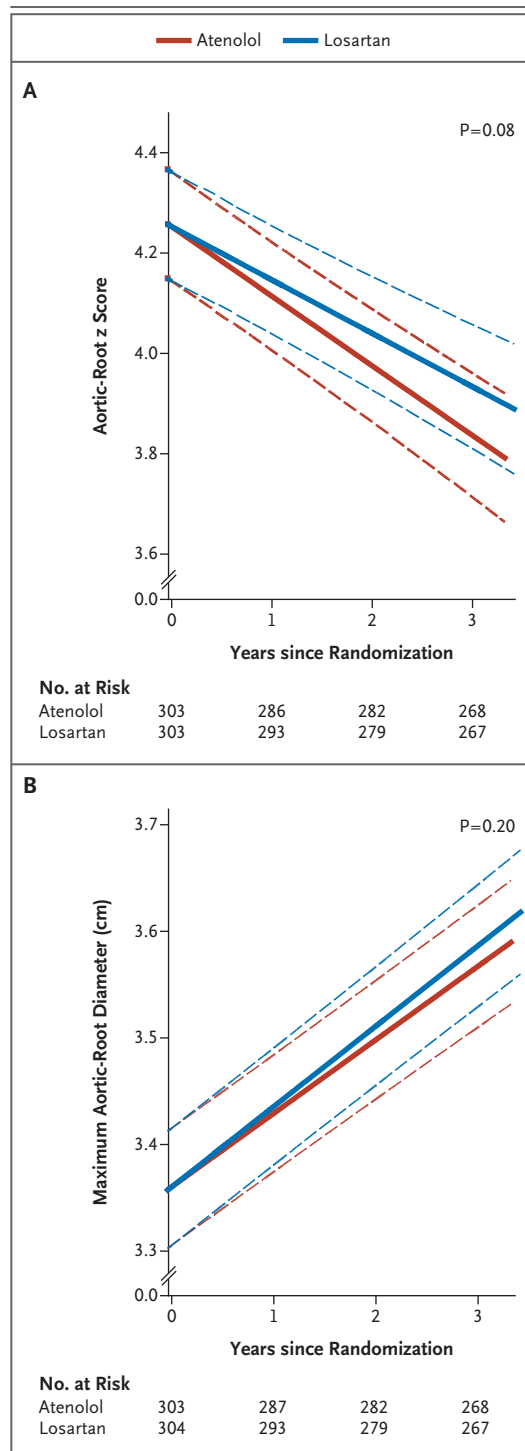 Atenolol Losartan
A
P=0.08
4.4
4.2
4.0
3.8
3.6
0.0
Aortic-Root z Score
0 1 2 3
Years since Randomization
No. at Risk
Atenolol 303 286 282 268
Losartan 303 293 279 267
B
P=0.20
3.7
3.6
3.5
3.4
3.3
0.0
Maximum Aortic-Root Diameter (cm)
0 1 2 3
Years since Randomization
No. at Risk
Atenolol 303 287 282 268
Losartan 304 293 279 267